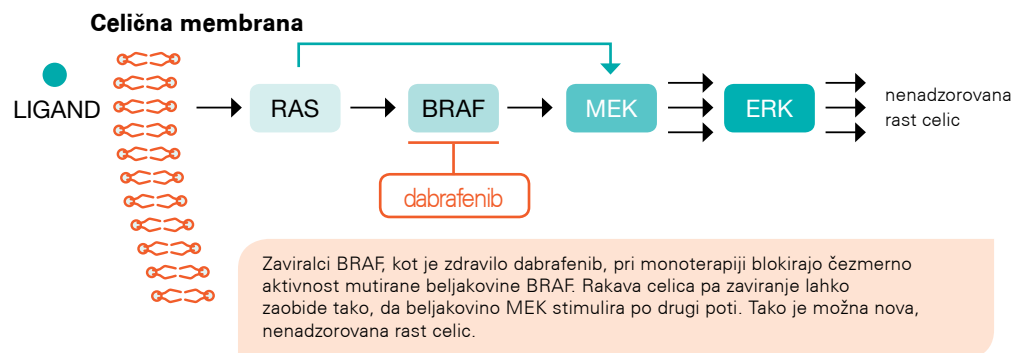 Celična membrana
LIGAND
RAS
BRAF
MEK
ERK
nenadzorovana
rast celic
dabrafenib
Zaviralci BRAF, kot je zdravilo dabrafenib, pri monoterapiji blokirajo čezmerno
aktivnost mutirane beljakovine BRAF. Rakava celica pa zaviranje lahko
zaobide tako, da beljakovino MEK stimulira po drugi poti. Tako je možna nova,
nenadzorovana rast celic.